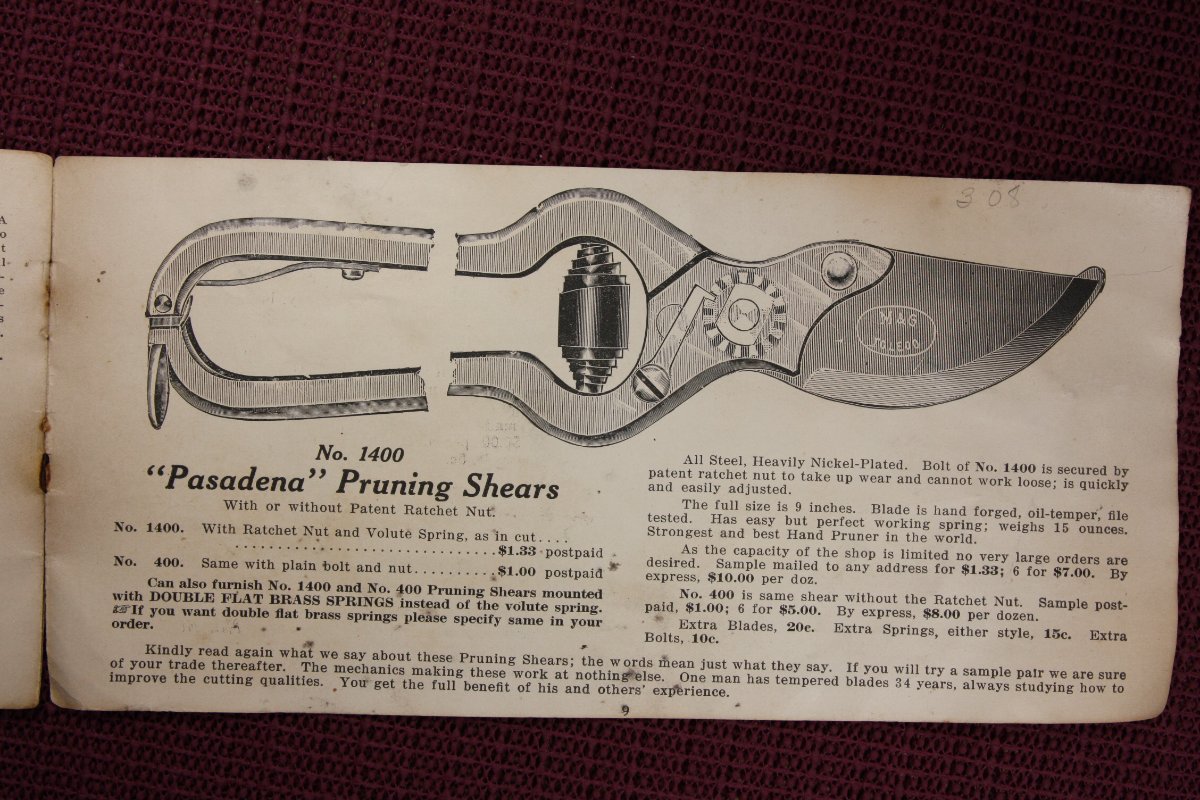 308
M & G
TOLEDO
No. 1400
"Pasadena" Pruning Shears
With or without Patent Ratchet Nut.
No. 1400. With Ratchet Nut and Volute Spring, as in cut....
................................$1.33 postpaid
No. 400. Same with plain bolt and nut..........$1.00 postpaid
Can also furnish No. 1400 and No. 400 Pruning Shears mounted
with DOUBLE FLAT BRASS SPRINGS instead of the volute spring.
☞If you want double flat brass springs please specify same in your
order.
All Steel, Heavily Nickel-Plated. Bolt of No. 1400 is secured by
patent ratchet nut to take up wear and cannot work loose; is quickly
and easily adjusted.
The full size is 9 inches. Blade is hand forged, oil-temper, file
tested. Has easy but perfect working spring; weighs 15 ounces.
Strongest and best Hand Pruner in the world.
As the capacity of the shop is limited no very large orders are
desired. Sample mailed to any address for $1.33; 6 for $7.00. By
express, $10.00 per doz.
No. 400 is same shear without the Ratchet Nut. Sample post-
paid, $1.00; 6 for $5.00. By express, $8.00 per dozen.
Extra Blades, 20c. Extra Springs, either style, 15c. Extra
Bolts, 10c.
Kindly read again what we say about these Pruning Shears; the words mean just what they say. If you will try a sample pair we are sure
of your trade thereafter. The mechanics making these work at nothing else. One man has tempered blades 34 years, always studying how to
improve the cutting qualities. You get the full benefit of his and others' experience.
9